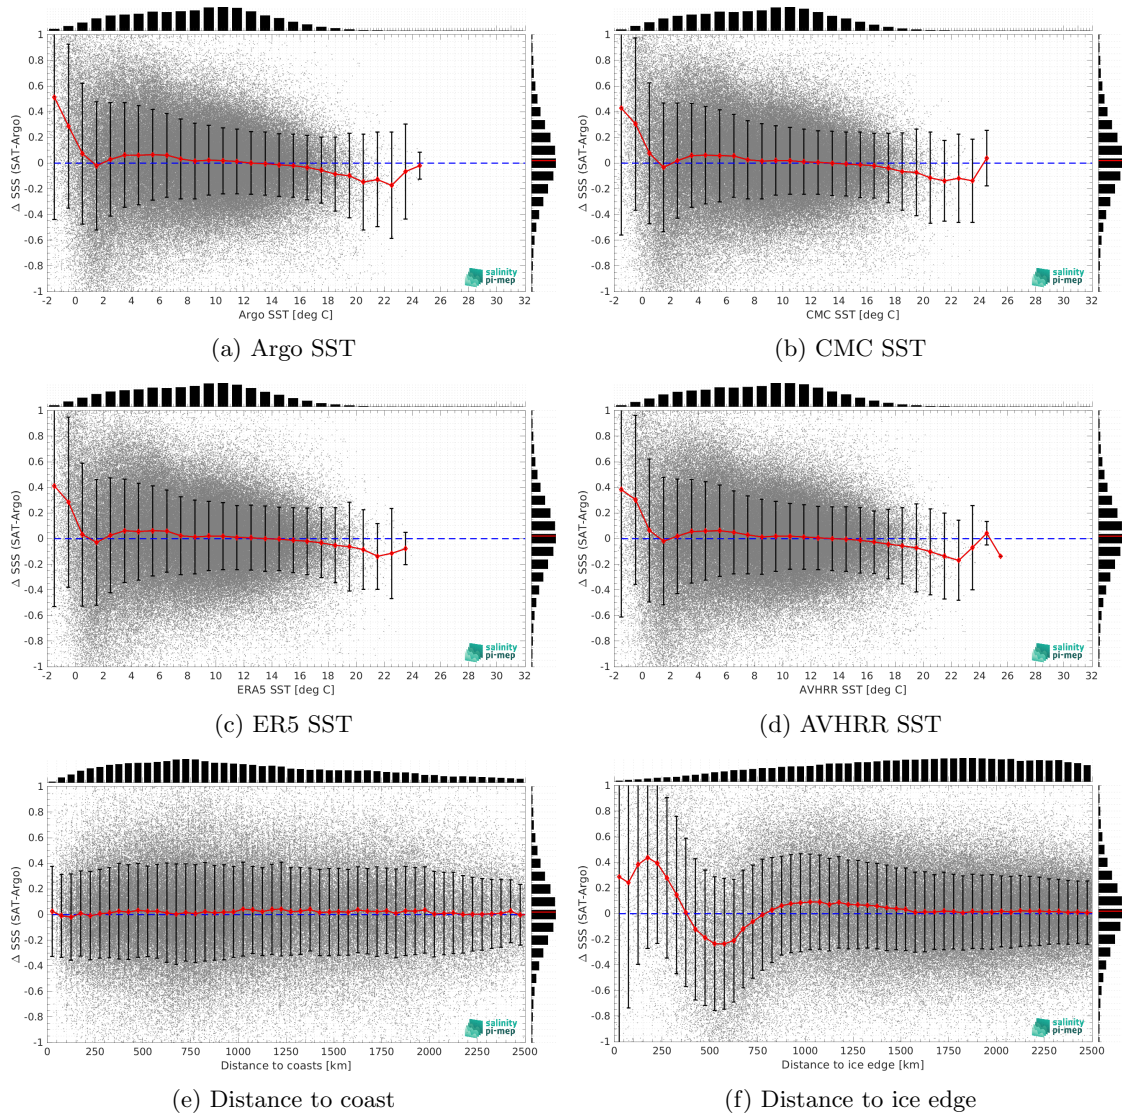 1
0.8
0.6
0.4
0.2
0
-0.2
-0.4
-0.6
-0.8
-1
Δ SSS (SAT-Argo)
salinity
pi-mep
-2 0 2 4 6 8 10 12 14 16 18 20 22 24 26 28 30 32
Argo SST [deg C]
(a) Argo SST
1
0.8
0.6
0.4
0.2
0
-0.2
-0.4
-0.6
-0.8
-1
Δ SSS (SAT-Argo)
salinity
pi-mep
-2 0 2 4 6 8 10 12 14 16 18 20 22 24 26 28 30 32
CMC SST [deg C]
(b) CMC SST
1
0.8
0.6
0.4
0.2
0
-0.2
-0.4
-0.6
-0.8
-1
Δ SSS (SAT-Argo)
salinity
pi-mep
-2 0 2 4 6 8 10 12 14 16 18 20 22 24 26 28 30 32
ERA5 SST [deg C]
(c) ER5 SST
1
0.8
0.6
0.4
0.2
0
-0.2
-0.4
-0.6
-0.8
-1
Δ SSS (SAT-Argo)
salinity
pi-mep
-2 0 2 4 6 8 10 12 14 16 18 20 22 24 26 28 30 32
AVHRR SST [deg C]
(d) AVHRR SST
1
0.8
0.6
0.4
0.2
0
-0.2
-0.4
-0.6
-0.8
-1
Δ SSS (SAT-Argo)
salinity
pi-mep
0 250 500 750 1000 1250 1500 1750 2000 2250 2500
Distance to coasts [km]
(e) Distance to coast
1
0.8
0.6
0.4
0.2
0
-0.2
-0.4
-0.6
-0.8
-1
Δ SSS (SAT-Argo)
salinity
pi-mep
0 250 500 750 1000 1250 1500 1750 2000 2250 2500
Distance to ice edge [km]
(f) Distance to ice edge